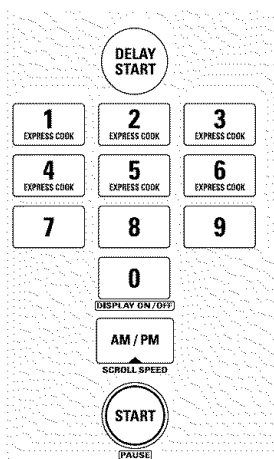 DELAY
START
1 2 3
EXPRESS COOK EXPRESS COOK EXPRESS COOK
4 5 6
EXPRESS COOK EXPRESS COOK EXPRESS COOK
7 8 9
0
DISPLAY ON/OFF
AM / PM
SCROLL SPEED
START
PAUSE